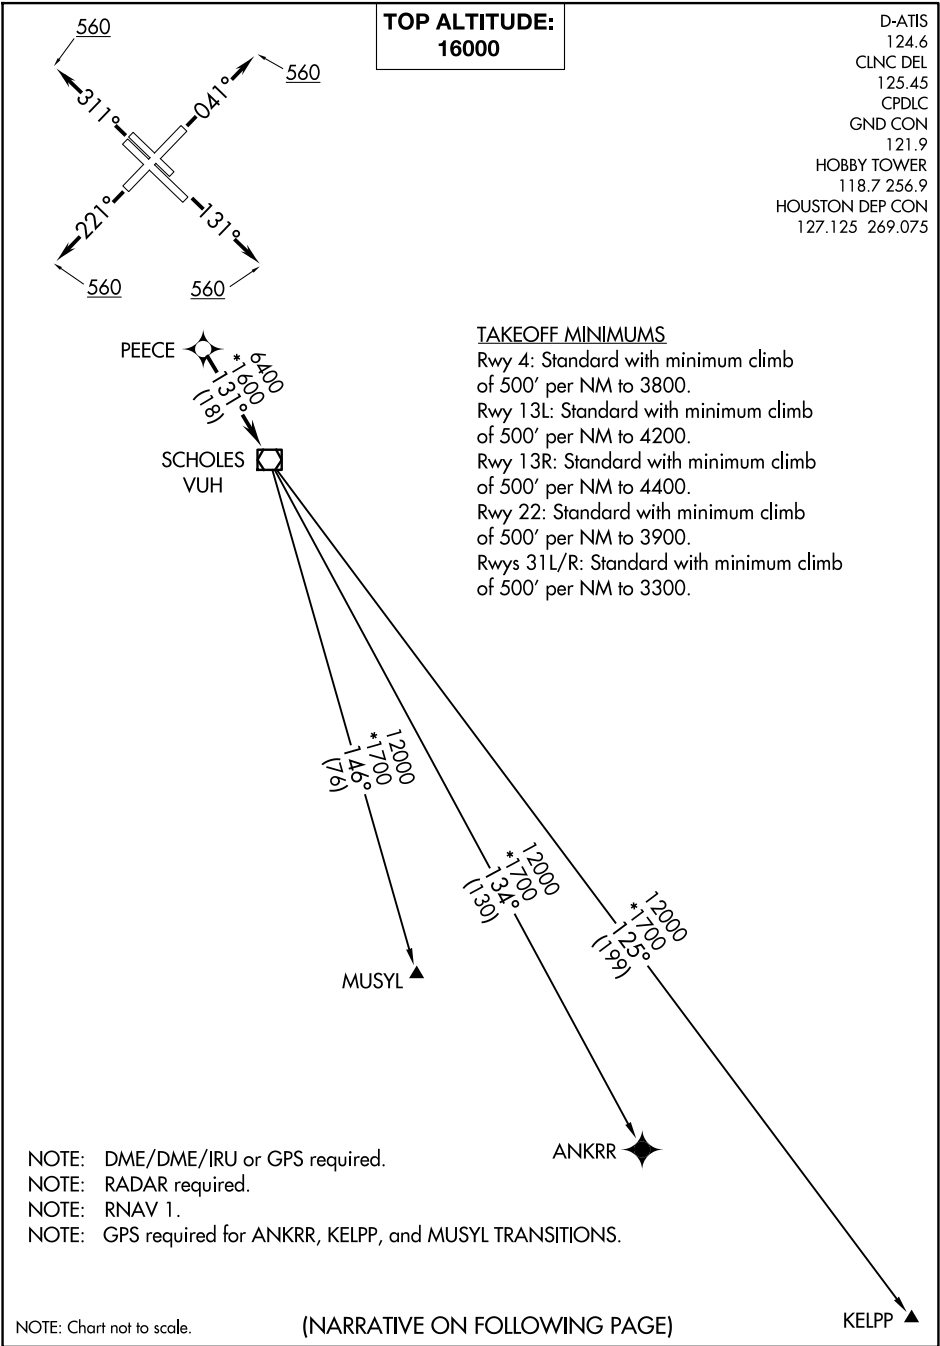 TOP ALTITUDE:
16000
D-ATIS
124.6
CLNC DEL
125.45
CPDLC
GND CON
121.9
HOBBY TOWER
118.7 256.9
HOUSTON DEP CON
127.125 269.075
560
560
311°
041°
221°
131°
560
560
PEECE
6400
*1600
131°
(18)
SCHOLES
VUH
TAKEOFF MINIMUMS
Rwy 4: Standard with minimum climb
of 500' per NM to 3800.
Rwy 13L: Standard with minimum climb
of 500' per NM to 4200.
Rwy 13R: Standard with minimum climb
of 500' per NM to 4400.
Rwy 22: Standard with minimum climb
of 500' per NM to 3900.
Rwys 31L/R: Standard with minimum climb
of 500' per NM to 3300.
12000
*1700
146°
(76)
12000
*1700
134°
(130)
12000
*1700
125°
(199)
MUSYL
ANKRR
KELPP
NOTE: DME/DME/IRU or GPS required.
NOTE: RADAR required.
NOTE: RNAV 1.
NOTE: GPS required for ANKRR, KELPP, and MUSYL TRANSITIONS.
NOTE: Chart not to scale.
(NARRATIVE ON FOLLOWING PAGE)